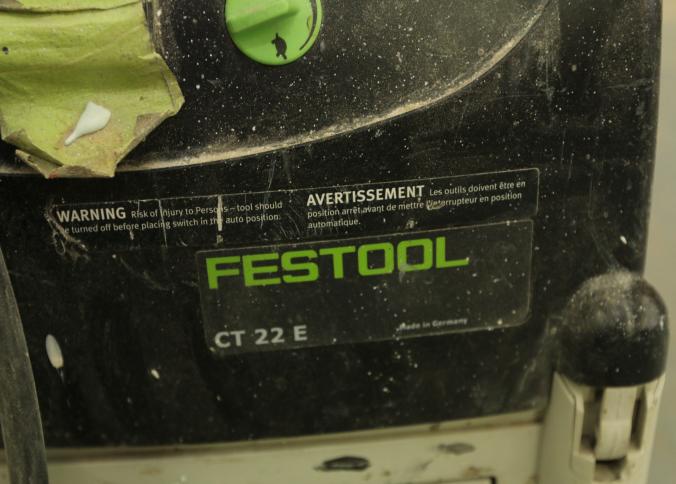 WARNING Risk of Injury to Persons – tool should
be turned off before placing switch in the auto position.
AVERTISSEMENT Les outils doivent être en
position arrêt avant de mettre l'interrupteur en position
automatique.
FESTOOL
CT 22 E
Made in Germany